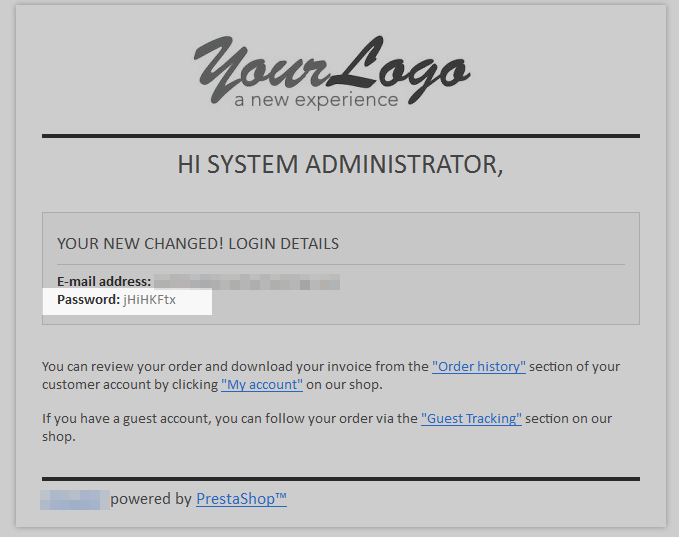 YourLogo
a new experience
HI SYSTEM ADMINISTRATOR,
YOUR NEW CHANGED! LOGIN DETAILS
E-mail address:
Password: jHiHKFtx
You can review your order and download your invoice from the "Order history" section of your
customer account by clicking "My account" on our shop.
If you have a guest account, you can follow your order via the "Guest Tracking" section on our
shop.
powered by PrestaShop™